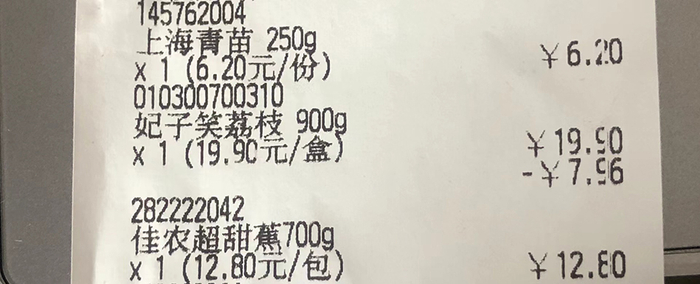 145762004
上海青苗 250g
x 1 (6.20元/份) ￥6.20
010300700310
妃子笑荔枝 900g
x 1 (19.90元/盒) ￥19.90
-￥7.96
282222042
佳农超甜蕉700g
x 1 (12.80元/包) ￥12.80